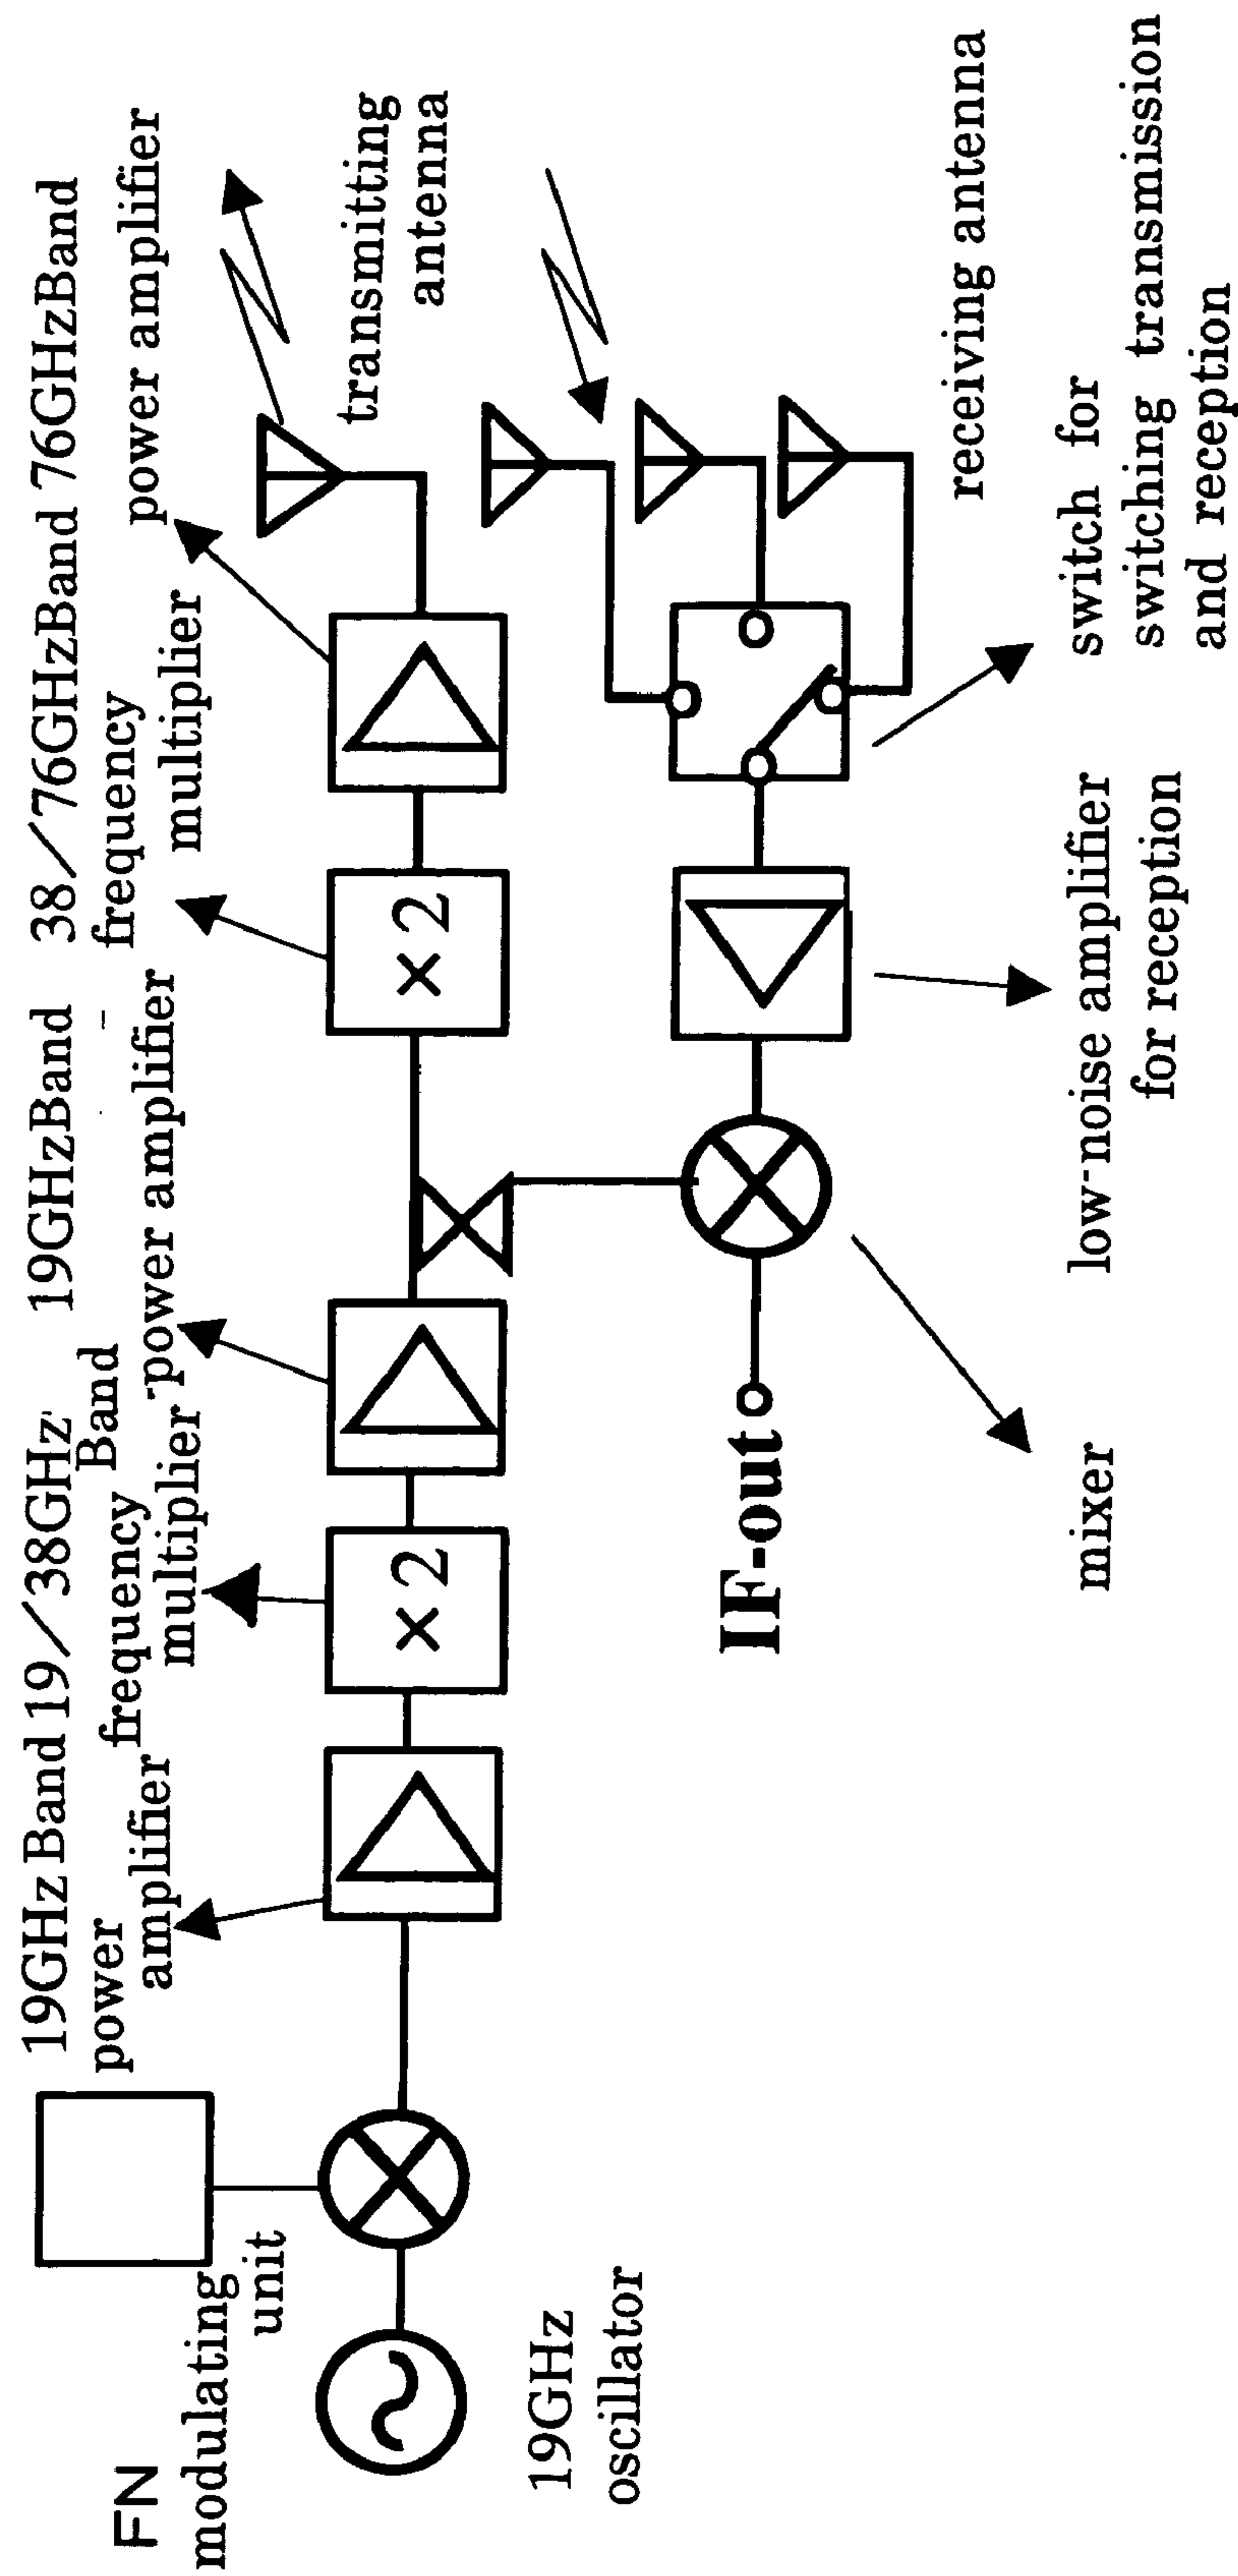 19GHz Band 19/38GHz 19GHzBand 38/76GHzBand 76GHzBand
power
amplifier
frequency
Band
multiplier
power amplifier
frequency
multiplier
power amplifier
FN
modulating
unit
× 2
× 2
transmitting
antenna
19GHz
oscillator
IF-out
receiving antenna
mixer
low-noise amplifier
for reception
switch for
switching transmission
and reception